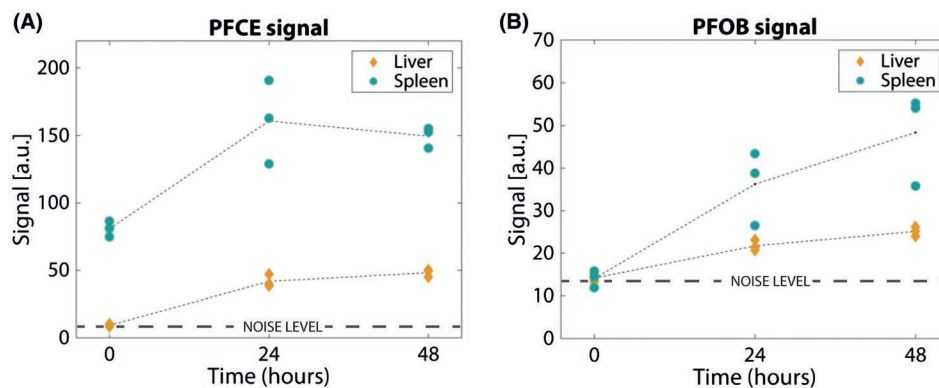 (A)
PFCE signal
Signal [a.u.]
200
150
100
50
0
Liver
Spleen
NOISE LEVEL
0 24 48
Time (hours)
(B)
PFOB signal
Signal [a.u.]
70
60
50
40
30
20
10
0
Liver
Spleen
NOISE LEVEL
0 24 48
Time (hours)